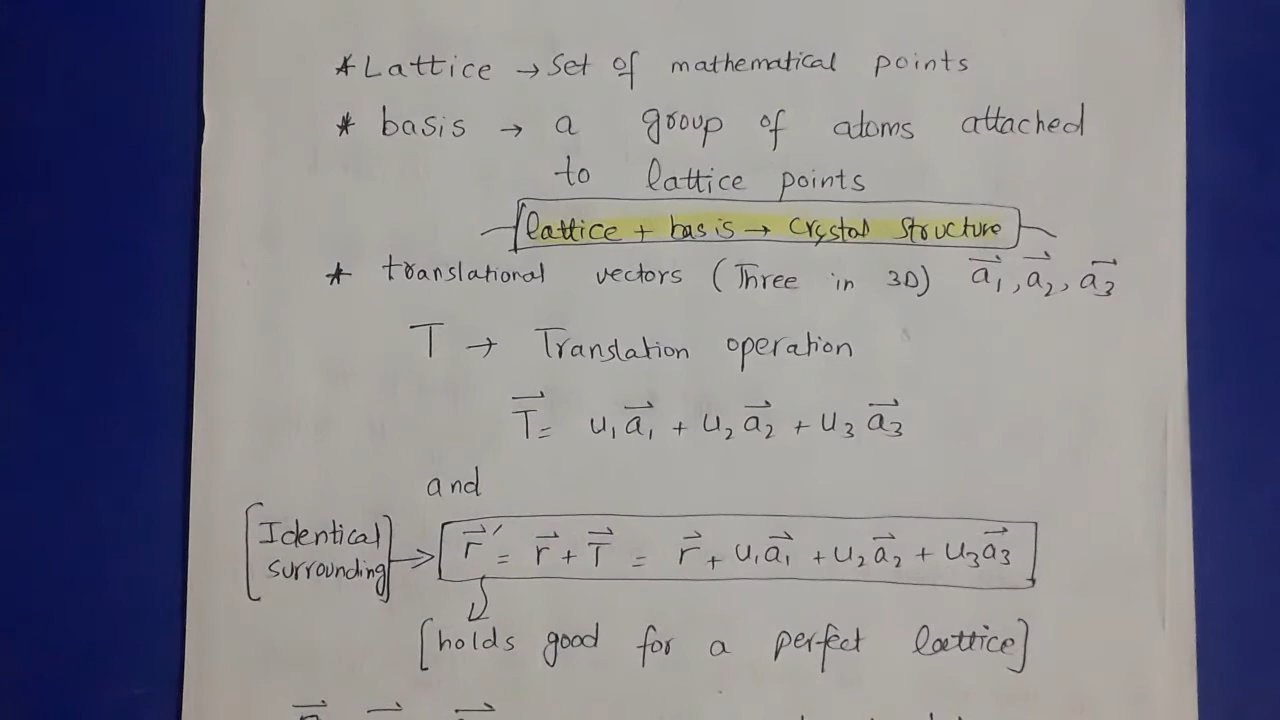 * Lattice → Set of mathematical points
* basis → a group of atoms attached
to lattice points
lattice + basis → Crystal Structure
* translational vectors (Three in 3D) a⃗₁, a⃗₂, a⃗₃
T → Translation operation
T⃗ = u₁a⃗₁ + u₂a⃗₂ + u₃a⃗₃
and
[Identical surrounding] → r⃗′ = r⃗ + T⃗ = r⃗ + u₁a⃗₁ + u₂a⃗₂ + u₃a⃗₃
[holds good for a perfect lattice]